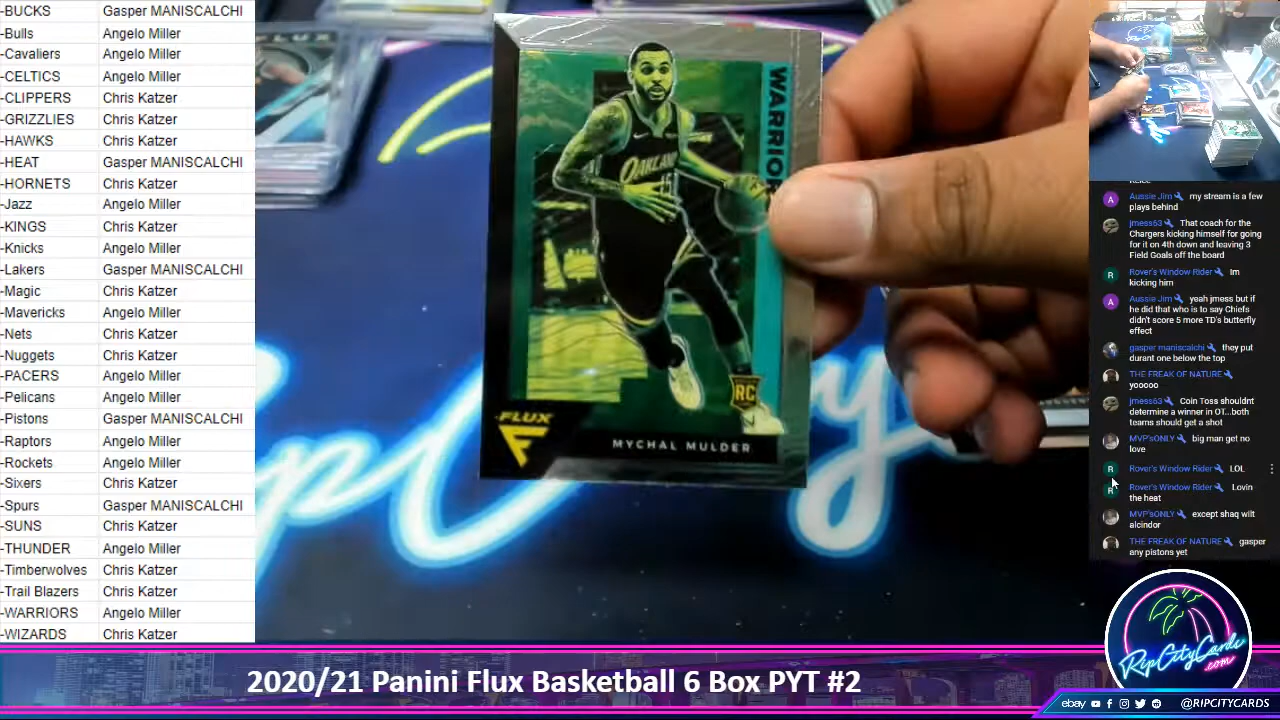 -BUCKS Gasper MANISCALCHI
-Bulls Angelo Miller
-Cavaliers Angelo Miller
-CELTICS Angelo Miller
-CLIPPERS Chris Katzer
-GRIZZLIES Chris Katzer
-HAWKS Chris Katzer
-HEAT Gasper MANISCALCHI
-HORNETS Chris Katzer
-Jazz Angelo Miller
-KINGS Chris Katzer
-Knicks Angelo Miller
-Lakers Gasper MANISCALCHI
-Magic Chris Katzer
-Mavericks Angelo Miller
-Nets Chris Katzer
-Nuggets Chris Katzer
-PACERS Angelo Miller
-Pelicans Angelo Miller
-Pistons Gasper MANISCALCHI
-Raptors Angelo Miller
-Rockets Angelo Miller
-Sixers Chris Katzer
-Spurs Gasper MANISCALCHI
-SUNS Chris Katzer
-THUNDER Angelo Miller
-Timberwolves Chris Katzer
-Trail Blazers Chris Katzer
-WARRIORS Angelo Miller
-WIZARDS Chris Katzer
WARRIO
OAKLAND
RC
FLUX
MYCHAL MULDER
Aussie Jim my stream is a few
plays behind
jmess63 That coach for the
Chargers kicking himself for going
for it on 4th down and leaving 3
Field Goals off the board
Rover's Window Rider Im
kicking him
Aussie Jim yeah jmess but if
he did that who is to say Chiefs
didn't score 5 more TD's butterfly
effect
gasper maniscalchi they put
durant one below the top
THE FREAK OF NATURE
yooooo
jmess63 Coin Toss shouldnt
determine a winner in OT...both
teams should get a shot
MVP'sONLY big man get no
love
Rover's Window Rider LOL
Rover's Window Rider Lovin
the heat
MVP'sONLY except shaq wilt
alcindor
THE FREAK OF NATURE gasper
any pistons yet
RipCityCards
.com
2020/21 Panini Flux Basketball 6 Box PYT #2
ebay @RIPCITYCARDS